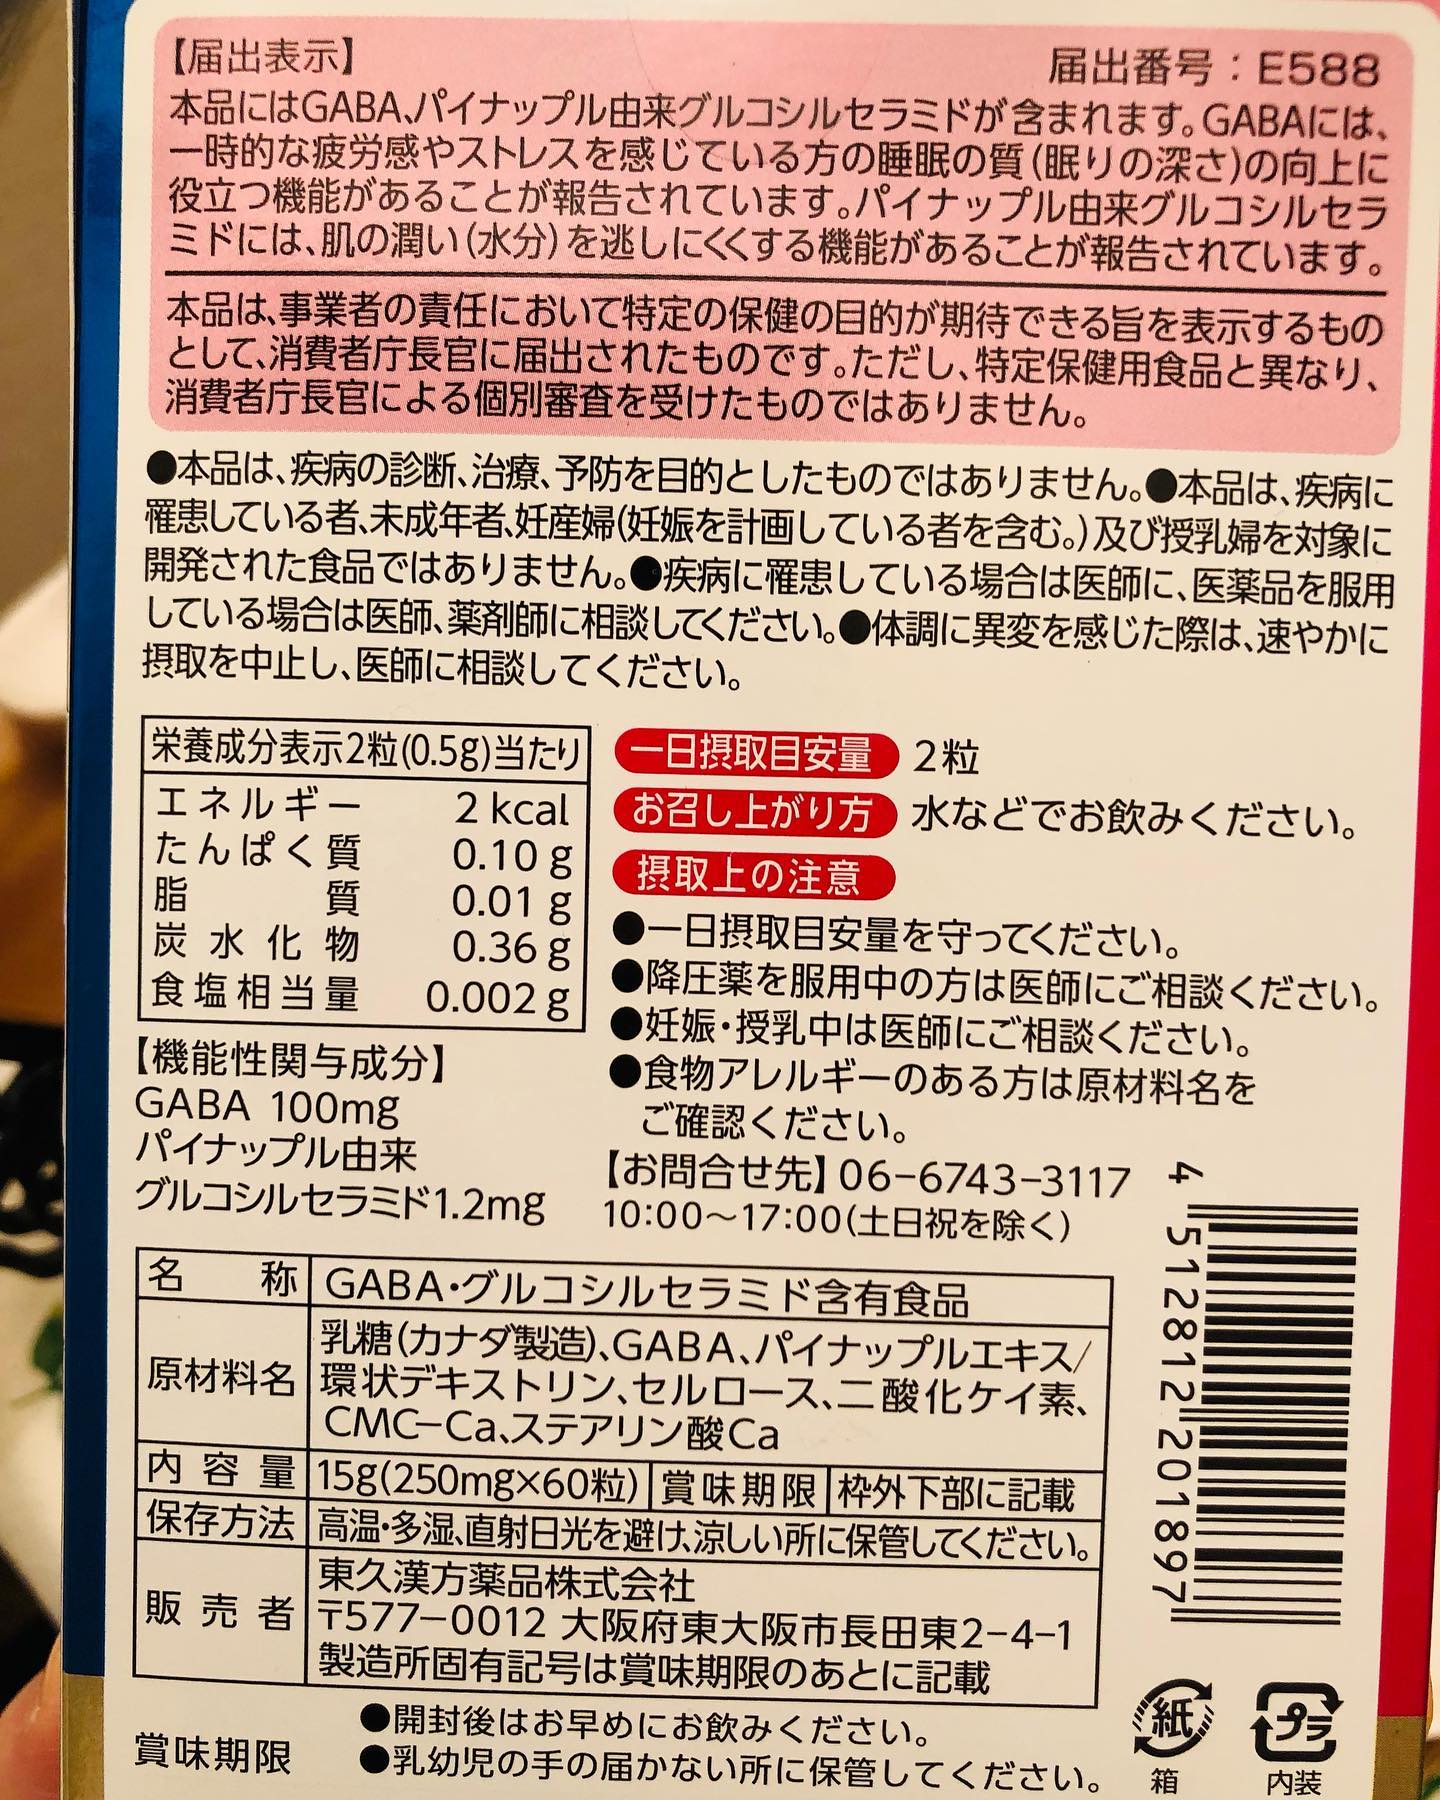 【届出表示】 届出番号：E588
本品にはGABA、パイナップル由来グルコシルセラミドが含まれます。GABAには、
一時的な疲労感やストレスを感じている方の睡眠の質(眠りの深さ)の向上に
役立つ機能があることが報告されています。パイナップル由来グルコシルセラ
ミドには、肌の潤い(水分)を逃しにくくする機能があることが報告されています。
本品は、事業者の責任において特定の保健の目的が期待できる旨を表示するもの
として、消費者庁長官に届出されたものです。ただし、特定保健用食品と異なり、
消費者庁長官による個別審査を受けたものではありません。
●本品は、疾病の診断、治療、予防を目的としたものではありません。●本品は、疾病に
罹患している者、未成年者、妊産婦(妊娠を計画している者を含む。)及び授乳婦を対象に
開発された食品ではありません。●疾病に罹患している場合は医師に、医薬品を服用
している場合は医師、薬剤師に相談してください。●体調に異変を感じた際は、速やかに
摂取を中止し、医師に相談してください。
栄養成分表示2粒(0.5g)当たり
エネルギー 2 kcal
たんぱく質 0.10 g
脂質 0.01 g
炭水化物 0.36 g
食塩相当量 0.002 g
【機能性関与成分】
GABA 100mg
パイナップル由来
グルコシルセラミド1.2mg
一日摂取目安量 2粒
お召し上がり方 水などでお飲みください。
摂取上の注意
●一日摂取目安量を守ってください。
●降圧薬を服用中の方は医師にご相談ください。
●妊娠・授乳中は医師にご相談ください。
●食物アレルギーのある方は原材料名を
ご確認ください。
【お問合せ先】06-6743-3117
10:00〜17:00(土日祝を除く)
4 512812 201897
名称 GABA・グルコシルセラミド含有食品
原材料名 乳糖(カナダ製造)、GABA、パイナップルエキス/
環状デキストリン、セルロース、二酸化ケイ素、
CMC-Ca、ステアリン酸Ca
内容量 15g(250mg×60粒) 賞味期限 枠外下部に記載
保存方法 高温・多湿、直射日光を避け、涼しい所に保管してください。
販売者 東久漢方薬品株式会社
〒577-0012 大阪府東大阪市長田東2-4-1
製造所固有記号は賞味期限のあとに記載
賞味期限
●開封後はお早めにお飲みください。
●乳幼児の手の届かない所に保管してください。
紙 箱
プラ 内装